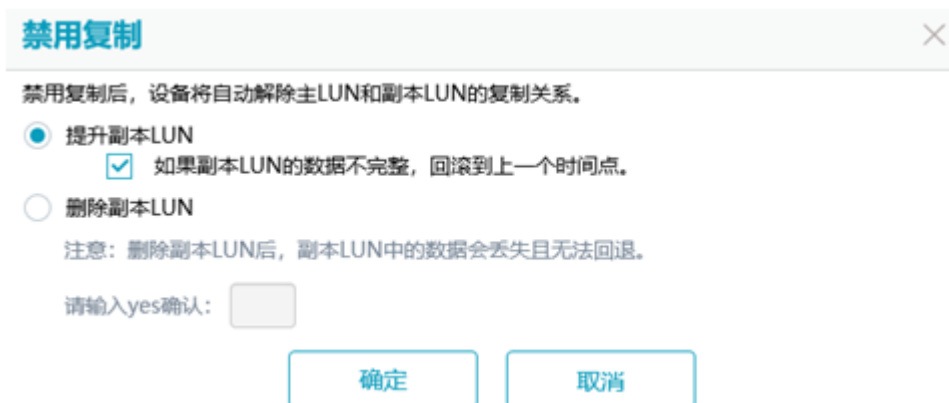 禁用复制
禁用复制后，设备将自动解除主LUN和副本LUN的复制关系。
提升副本LUN
如果副本LUN的数据不完整，回滚到上一个时间点。
删除副本LUN
注意：删除副本LUN后，副本LUN中的数据会丢失且无法回退。
请输入yes确认：
确定
取消